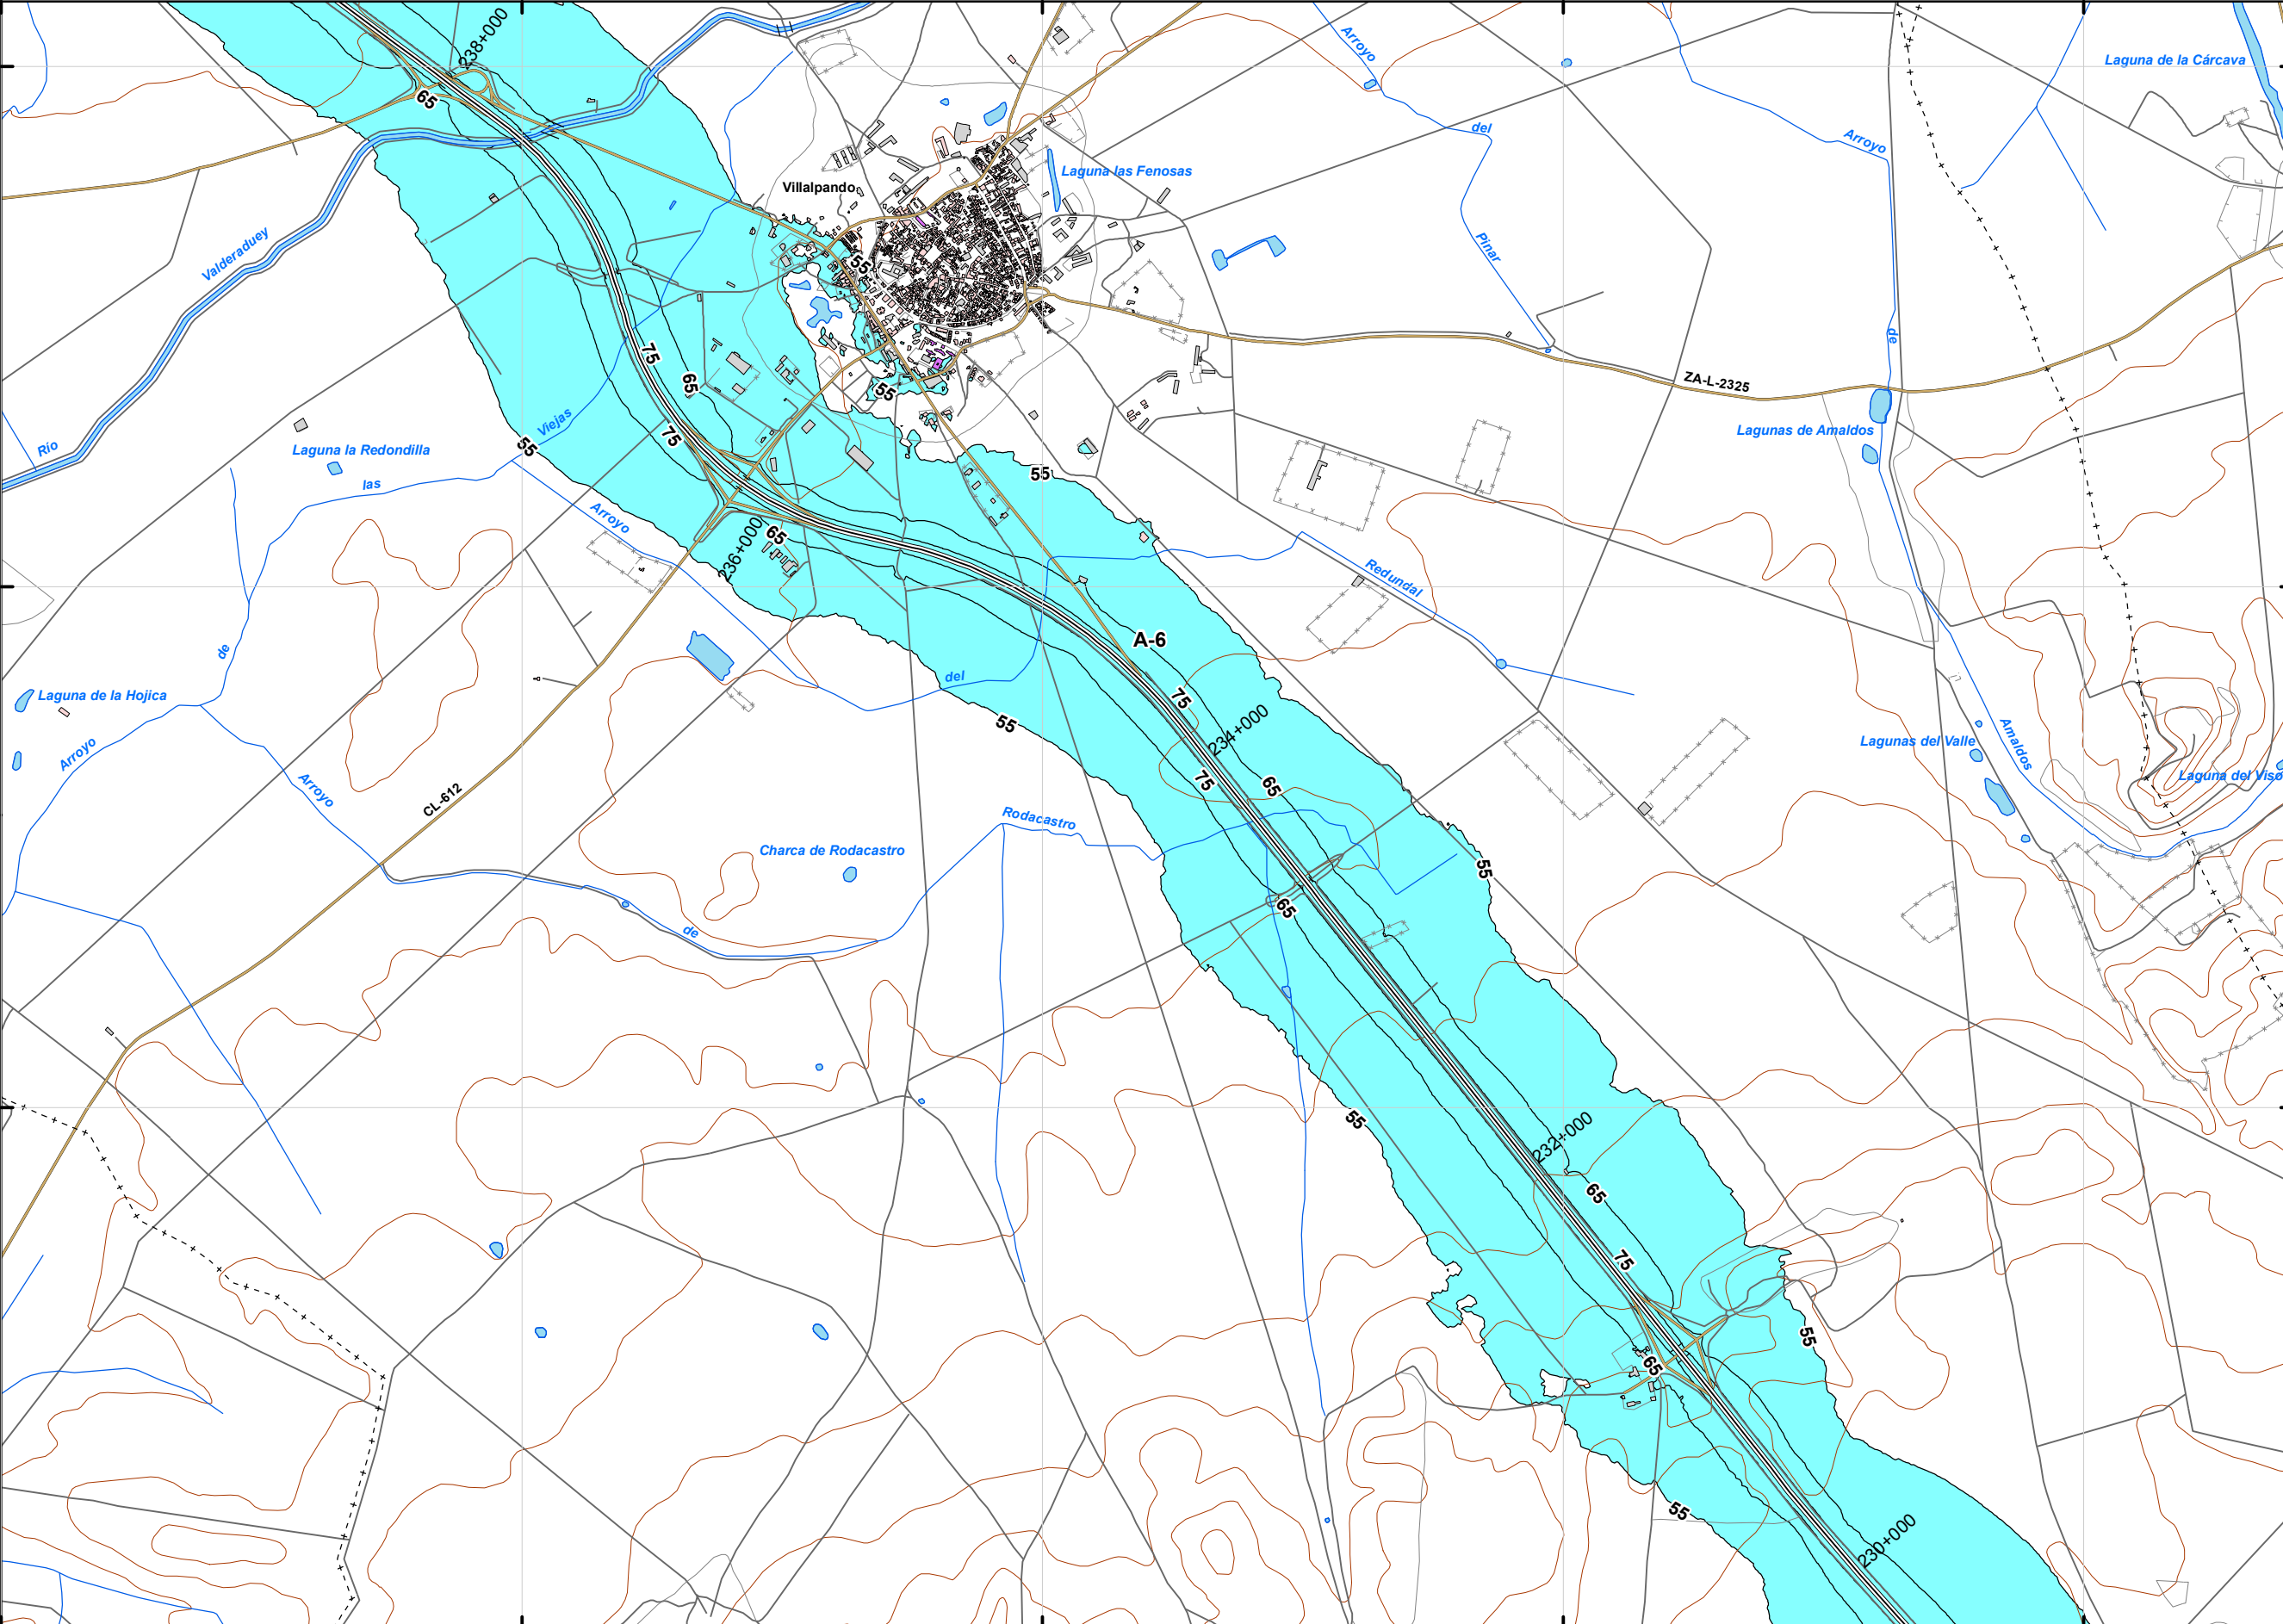 238+000
Arroyo
Laguna de la Cárcava
65
del
Arroyo
Laguna las Fenosas
Villalpando
Valderaduey
Pinar
55
de
75
65
ZA-L-2325
55
Viejas
75
Lagunas de Amaldos
Río
Laguna la Redondilla
55
55
las
Arroyo
65
236+000
Redundal
A-6
de
del
Laguna de la Hojica
75
55
234+000
Arroyo
Amaldos
Lagunas del Valle
Laguna del Viso
75
65
Arroyo
CL-612
Rodacastro
Charca de Rodacastro
55
65
de
55
232+000
65
75
55
65
55
230+000